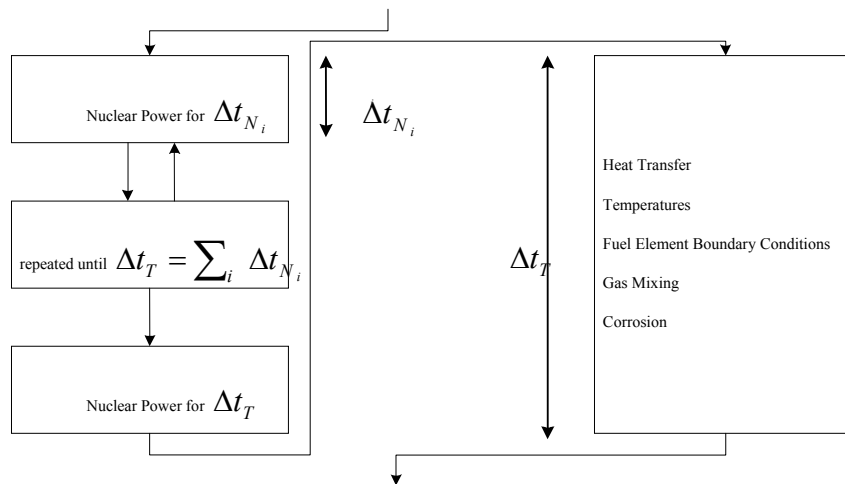 Nuclear Power for Δt_{N_i}
Δt_{N_i}
repeated until Δt_T = ∑_i Δt_{N_i}
Nuclear Power for Δt_T
Δt_T
Heat Transfer
Temperatures
Fuel Element Boundary Conditions
Gas Mixing
Corrosion